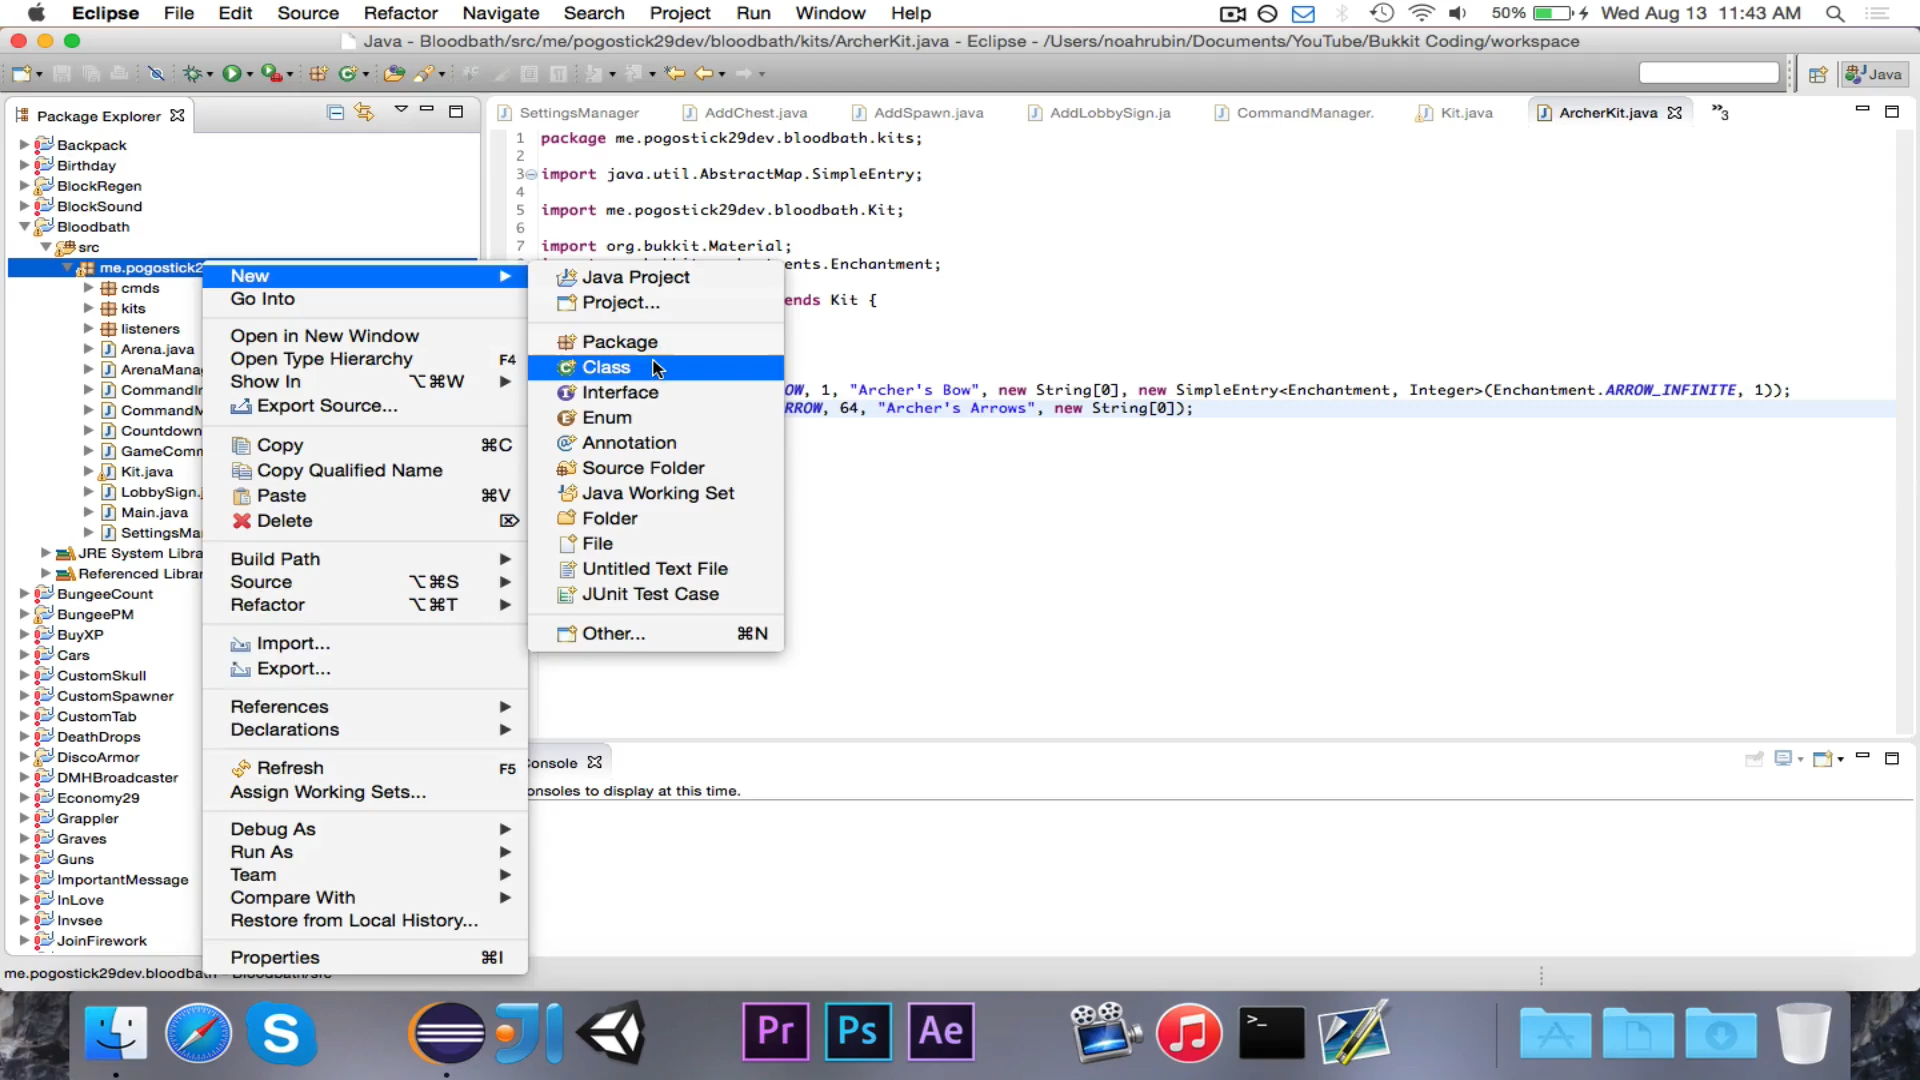 Eclipse File Edit Source Refactor Navigate Search Project Run Window Help 50% Wed Aug 13 11:43 AM
Java - Bloodbath/src/me/pogostick29dev/bloodbath/kits/ArcherKit.java - Eclipse - /Users/noahrubin/Documents/YouTube/Bukkit Coding/workspace
Java
Package Explorer
SettingsManager AddChest.java AddSpawn.java AddLobbySign.ja CommandManager. Kit.java ArcherKit.java »3
Backpack
Birthday
BlockRegen
BlockSound
Bloodbath
src
me.pogostick2
cmds
kits
listeners
Arena.java
ArenaMana
CommandIr
CommandM
Countdown
GameComm
Kit.java
LobbySign.j
Main.java
SettingsMa
JRE System Libra
Referenced Librar
BungeeCount
BungeePM
BuyXP
Cars
CustomSkull
CustomSpawner
CustomTab
DeathDrops
DiscoArmor
DMHBroadcaster
Economy29
Grappler
Graves
Guns
ImportantMessage
InLove
Invsee
JoinFirework
me.pogostick29dev.bloodbath - Bloodbath/src
New
Go Into
Open in New Window
Open Type Hierarchy F4
Show In ⌥⌘W
Export Source...
Copy ⌘C
Copy Qualified Name
Paste ⌘V
Delete ⌦
Build Path
Source ⌥⌘S
Refactor ⌥⌘T
Import...
Export...
References
Declarations
Refresh F5
Assign Working Sets...
Debug As
Run As
Team
Compare With
Restore from Local History...
Properties ⌘I
Java Project
Project...
Package
Class
Interface
Enum
Annotation
Source Folder
Java Working Set
Folder
File
Untitled Text File
JUnit Test Case
Other... ⌘N
1 package me.pogostick29dev.bloodbath.kits;
2
3 import java.util.AbstractMap.SimpleEntry;
4
5 import me.pogostick29dev.bloodbath.Kit;
6
7 import org.bukkit.Material;
ents.Enchantment;
ends Kit {
OW, 1, "Archer's Bow", new String[0], new SimpleEntry<Enchantment, Integer>(Enchantment.ARROW_INFINITE, 1));
RROW, 64, "Archer's Arrows", new String[0]);
onsole
onsoles to display at this time.
S
Pr Ps Ae
>_